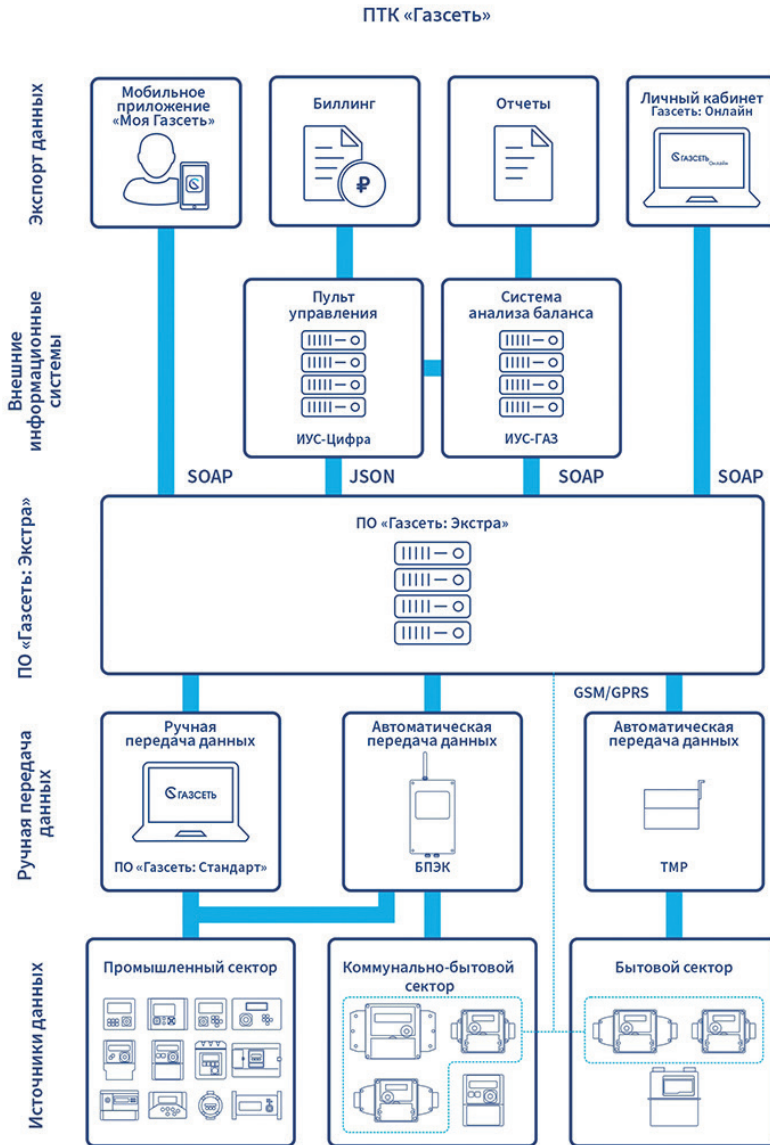 ПТК «Газсеть»
Экспорт данных
Мобильное
приложение
«Моя Газсеть»
Биллинг
₽
Отчеты
Личный кабинет
Газсеть: Онлайн
ГАЗСЕТЬ
Онлайн
Внешние
информационные
системы
Пульт
управления
ИУС-Цифра
Система
анализа баланса
ИУС-ГАЗ
SOAP
JSON
SOAP
SOAP
ПО «Газсеть: Экстра»
ПО «Газсеть: Экстра»
GSM/GPRS
Ручная передача
данных
Ручная
передача данных
ГАЗСЕТЬ
ПО «Газсеть: Стандарт»
Автоматическая
передача данных
БПЭК
Автоматическая
передача данных
ТМР
Источники данных
Промышленный сектор
Коммунально-бытовой
сектор
Бытовой сектор